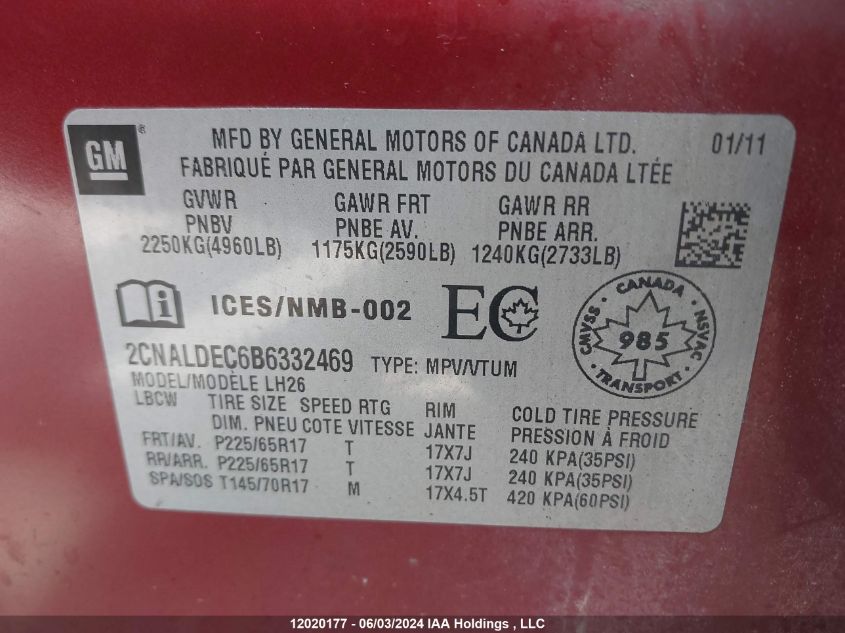 GM®
MFD BY GENERAL MOTORS OF CANADA LTD. 01/11
FABRIQUÉ PAR GENERAL MOTORS DU CANADA LTÉE
GVWR GAWR FRT GAWR RR
PNBV PNBE AV. PNBE ARR.
2250KG(4960LB) 1175KG(2590LB) 1240KG(2733LB)
i ICES/NMB-002 EC
CANADA
CMVSS 985 NSVAC
TRANSPORT
2CNALDEC6B6332469 TYPE: MPV/VTUM
MODEL/MODÈLE LH26
LBCW TIRE SIZE SPEED RTG RIM COLD TIRE PRESSURE
DIM. PNEU COTE VITESSE JANTE PRESSION À FROID
FRT/AV. P225/65R17 T 17X7J 240 KPA(35PSI)
RR/ARR. P225/65R17 T 17X7J 240 KPA(35PSI)
SPA/SOS T145/70R17 M 17X4.5T 420 KPA(60PSI)
12020177 - 06/03/2024 IAA Holdings , LLC